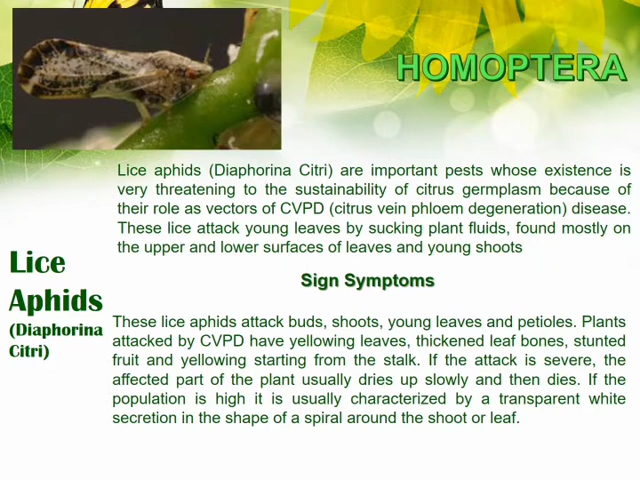 HOMOPTERA
Lice aphids (Diaphorina Citri) are important pests whose existence is
very threatening to the sustainability of citrus germplasm because of
their role as vectors of CVPD (citrus vein phloem degeneration) disease.
These lice attack young leaves by sucking plant fluids, found mostly on
the upper and lower surfaces of leaves and young shoots
Lice
Aphids
(Diaphorina
Citri)
Sign Symptoms
These lice aphids attack buds, shoots, young leaves and petioles. Plants
attacked by CVPD have yellowing leaves, thickened leaf bones, stunted
fruit and yellowing starting from the stalk. If the attack is severe, the
affected part of the plant usually dries up slowly and then dies. If the
population is high it is usually characterized by a transparent white
secretion in the shape of a spiral around the shoot or leaf.